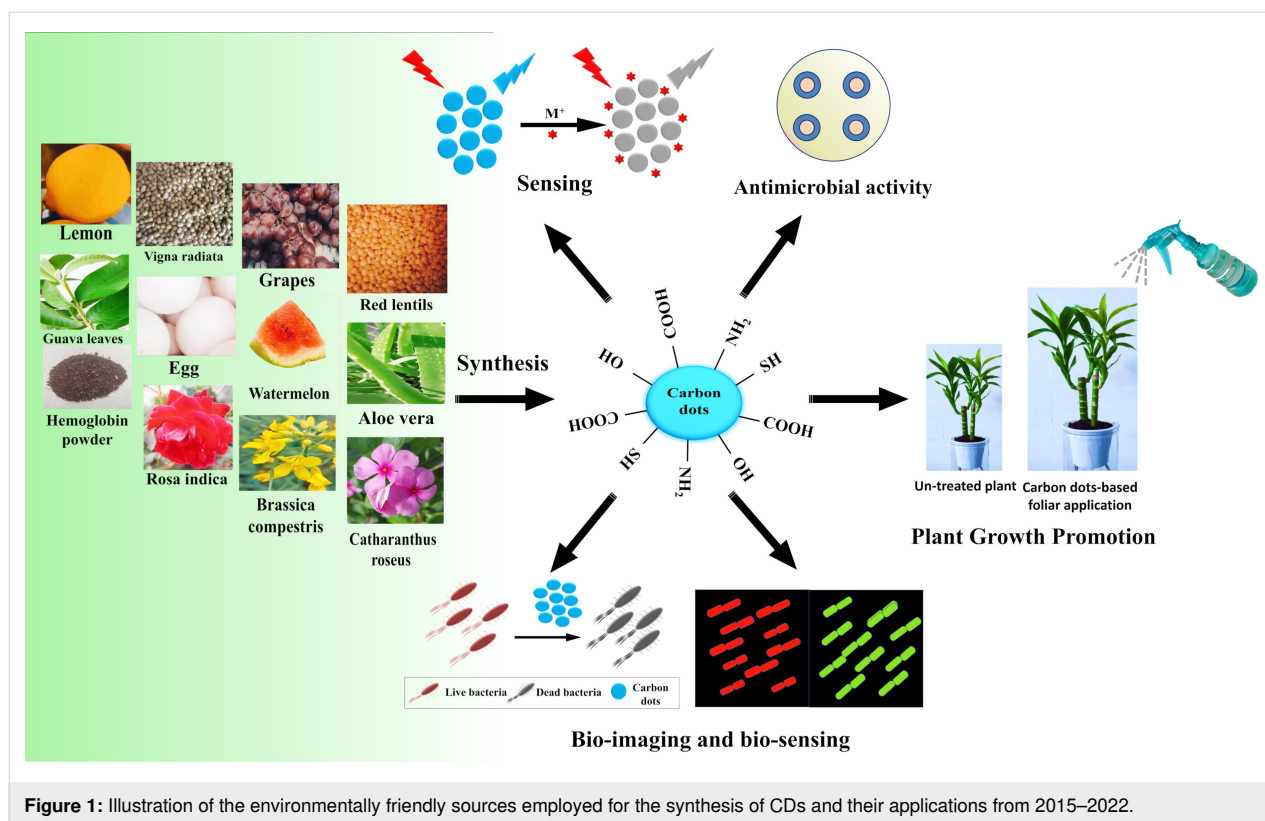 M⁺
Sensing
Antimicrobial activity
Lemon
Vigna radiata
Grapes
Red lentils
Guava leaves
Egg
Watermelon
Aloe vera
Hemoglobin
powder
Rosa indica
Brassica
compestris
Catharanthus
roseus
Synthesis
COOH
NH₂
OH
SH
Carbon
dots
COOH
COOH
SH
NH₂
HO
Un-treated plant
Carbon dots-based
foliar application
Plant Growth Promotion
Live bacteria
Dead bacteria
Carbon
dots
Bio-imaging and bio-sensing
Figure 1: Illustration of the environmentally friendly sources employed for the synthesis of CDs and their applications from 2015–2022.